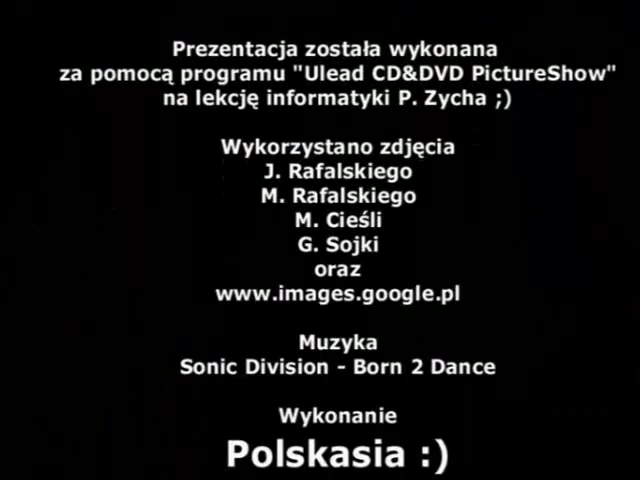 Prezentacja została wykonana
za pomocą programu "Ulead CD&DVD PictureShow"
na lekcję informatyki P. Zycha ;)
Wykorzystano zdjęcia
J. Rafalskiego
M. Rafalskiego
M. Cieśli
G. Sojki
oraz
www.images.google.pl
Muzyka
Sonic Division - Born 2 Dance
Wykonanie
Polskasia :)